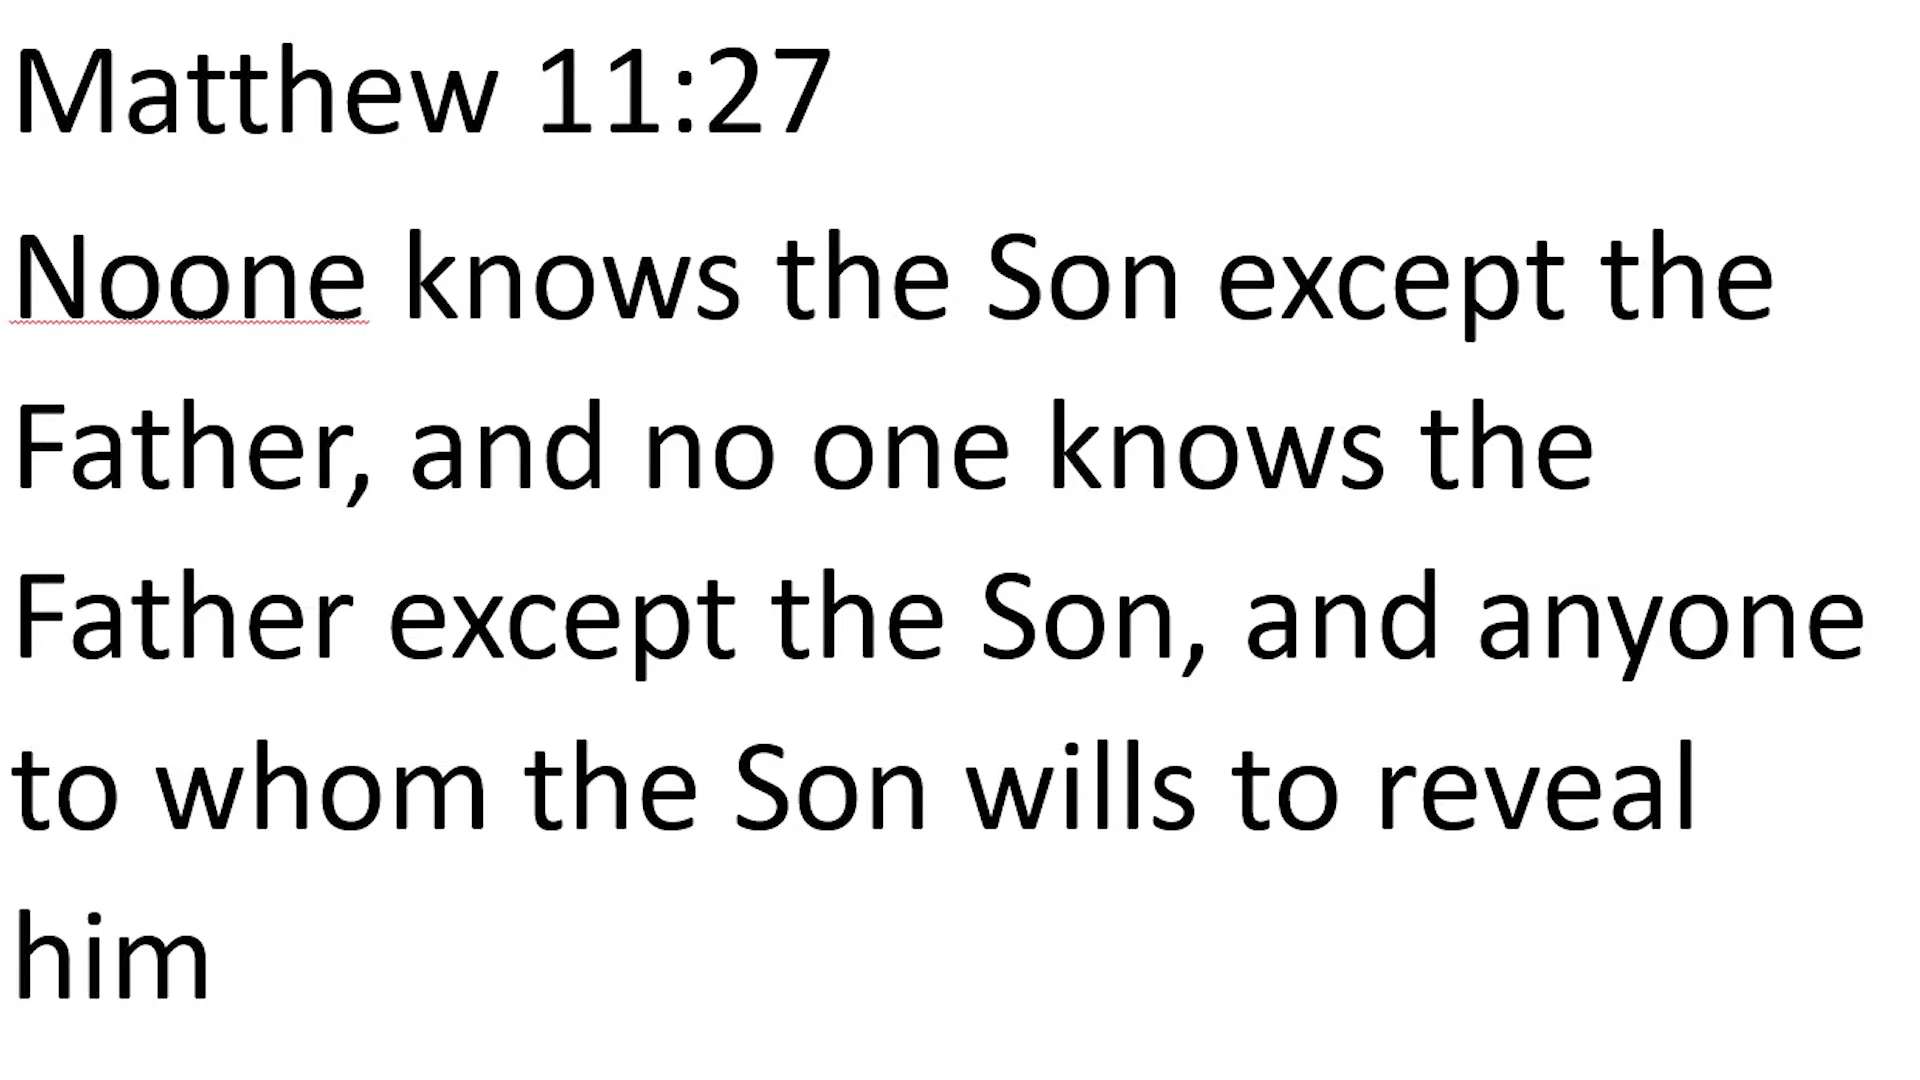 Matthew 11:27
Noone knows the Son except the
Father, and no one knows the
Father except the Son, and anyone
to whom the Son wills to reveal
him